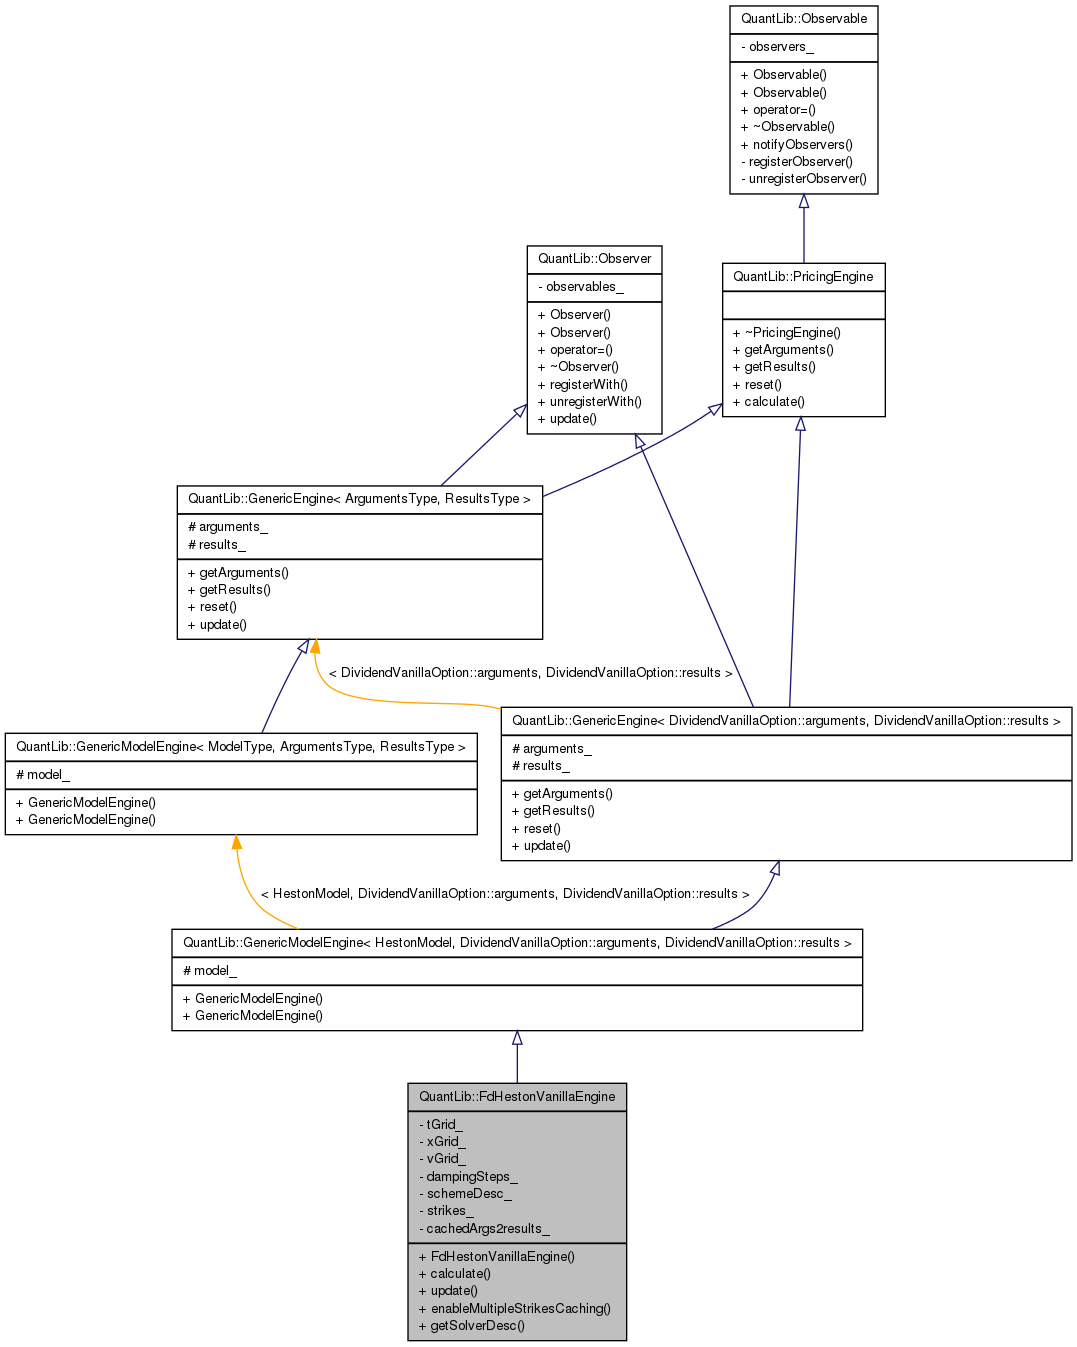 QuantLib::Observable
- observers_
+ Observable()
+ Observable()
+ operator=()
+ ~Observable()
+ notifyObservers()
- registerObserver()
- unregisterObserver()
QuantLib::Observer
- observables_
+ Observer()
+ Observer()
+ operator=()
+ ~Observer()
+ registerWith()
+ unregisterWith()
+ update()
QuantLib::PricingEngine
+ ~PricingEngine()
+ getArguments()
+ getResults()
+ reset()
+ calculate()
QuantLib::GenericEngine< ArgumentsType, ResultsType >
# arguments_
# results_
+ getArguments()
+ getResults()
+ reset()
+ update()
< DividendVanillaOption::arguments, DividendVanillaOption::results >
QuantLib::GenericModelEngine< ModelType, ArgumentsType, ResultsType >
# model_
+ GenericModelEngine()
+ GenericModelEngine()
QuantLib::GenericEngine< DividendVanillaOption::arguments, DividendVanillaOption::results >
# arguments_
# results_
+ getArguments()
+ getResults()
+ reset()
+ update()
< HestonModel, DividendVanillaOption::arguments, DividendVanillaOption::results >
QuantLib::GenericModelEngine< HestonModel, DividendVanillaOption::arguments, DividendVanillaOption::results >
# model_
+ GenericModelEngine()
+ GenericModelEngine()
QuantLib::FdHestonVanillaEngine
- tGrid_
- xGrid_
- vGrid_
- dampingSteps_
- schemeDesc_
- strikes_
- cachedArgs2results_
+ FdHestonVanillaEngine()
+ calculate()
+ update()
+ enableMultipleStrikesCaching()
+ getSolverDesc()